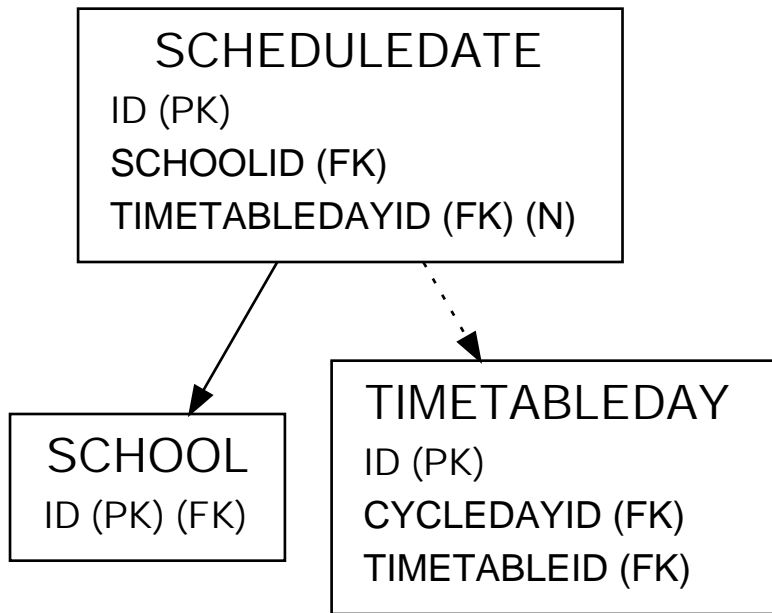 SCHEDULEDATE
ID (PK)
SCHOOLID (FK)
TIMETABLEDAYID (FK) (N)
SCHOOL
ID (PK) (FK)
TIMETABLEDAY
ID (PK)
CYCLEDAYID (FK)
TIMETABLEID (FK)